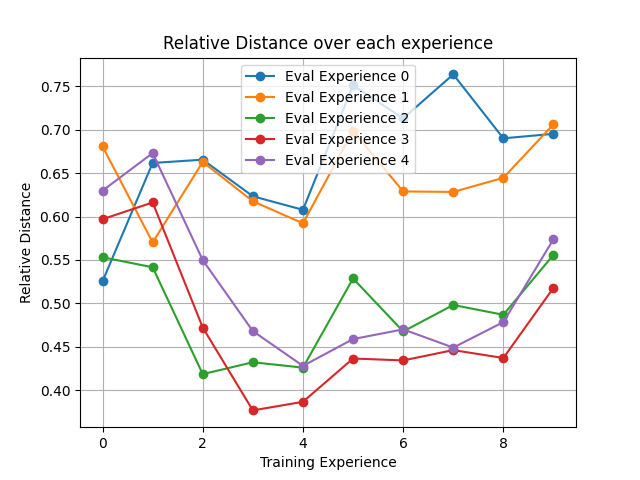 Relative Distance over each experience
Eval Experience 0
Eval Experience 1
Eval Experience 2
Eval Experience 3
Eval Experience 4
Relative Distance
0.75
0.70
0.65
0.60
0.55
0.50
0.45
0.40
0 2 4 6 8
Training Experience